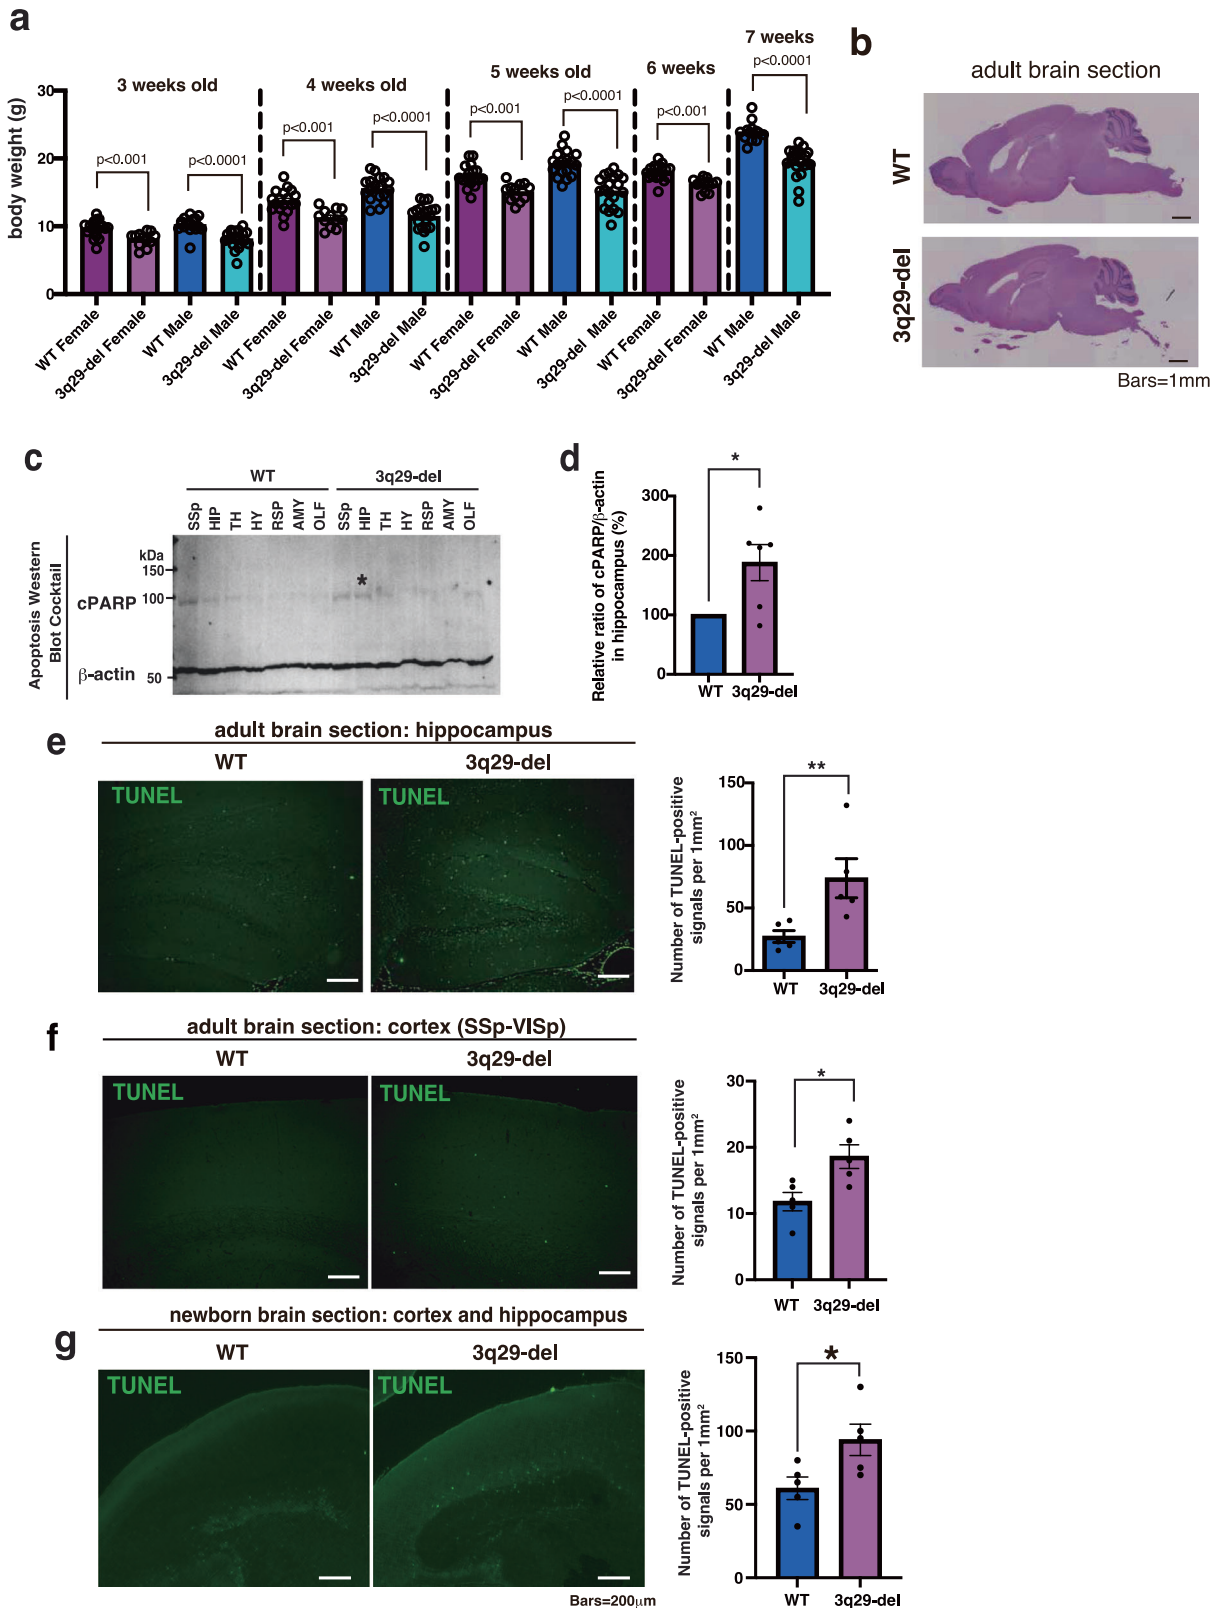 a
body weight (g)
30
20
10
0
3 weeks old
4 weeks old
5 weeks old
6 weeks
7 weeks
p<0.001
p<0.0001
p<0.001
p<0.0001
p<0.001
p<0.0001
p<0.001
p<0.0001
WT Female
3q29-del Female
WT Male
3q29-del Male
WT Female
3q29-del Female
WT Male
3q29-del Male
WT Female
3q29-del Female
WT Male
3q29-del Male
WT Female
3q29-del Female
WT Male
3q29-del Male
b
adult brain section
WT
3q29-del
Bars=1mm
c
WT
3q29-del
SSp
HIP
TH
HY
RSP
AMY
OLF
SSp
HIP
TH
HY
RSP
AMY
OLF
Apoptosis Western
Blot Cocktail
kDa
150
cPARP
100
β-actin
50
*
d
Relative ratio of cPARP/β-actin
in hippocampus (%)
300
200
100
0
*
WT
3q29-del
e
adult brain section: hippocampus
WT
3q29-del
TUNEL
TUNEL
Number of TUNEL-positive
signals per 1mm²
150
100
50
0
**
WT
3q29-del
f
adult brain section: cortex (SSp-VISp)
WT
3q29-del
TUNEL
TUNEL
Number of TUNEL-positive
signals per 1mm²
30
20
10
0
*
WT
3q29-del
g
newborn brain section: cortex and hippocampus
WT
3q29-del
TUNEL
TUNEL
Bars=200μm
Number of TUNEL-positive
signals per 1mm²
150
100
50
0
*
WT
3q29-del